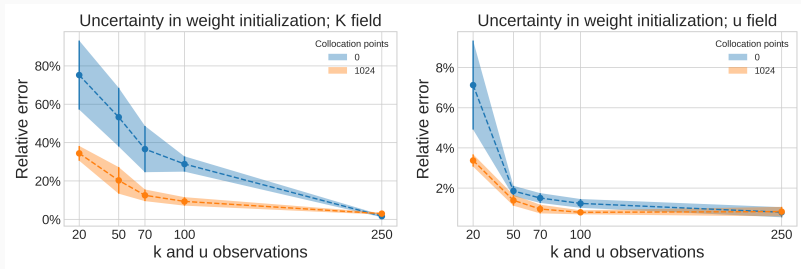 Uncertainty in weight initialization; K field
Collocation points
0
1024
Relative error
80%
60%
40%
20%
0%
20 50 70 100 250
k and u observations
Uncertainty in weight initialization; u field
Collocation points
0
1024
Relative error
8%
6%
4%
2%
20 50 70 100 250
k and u observations